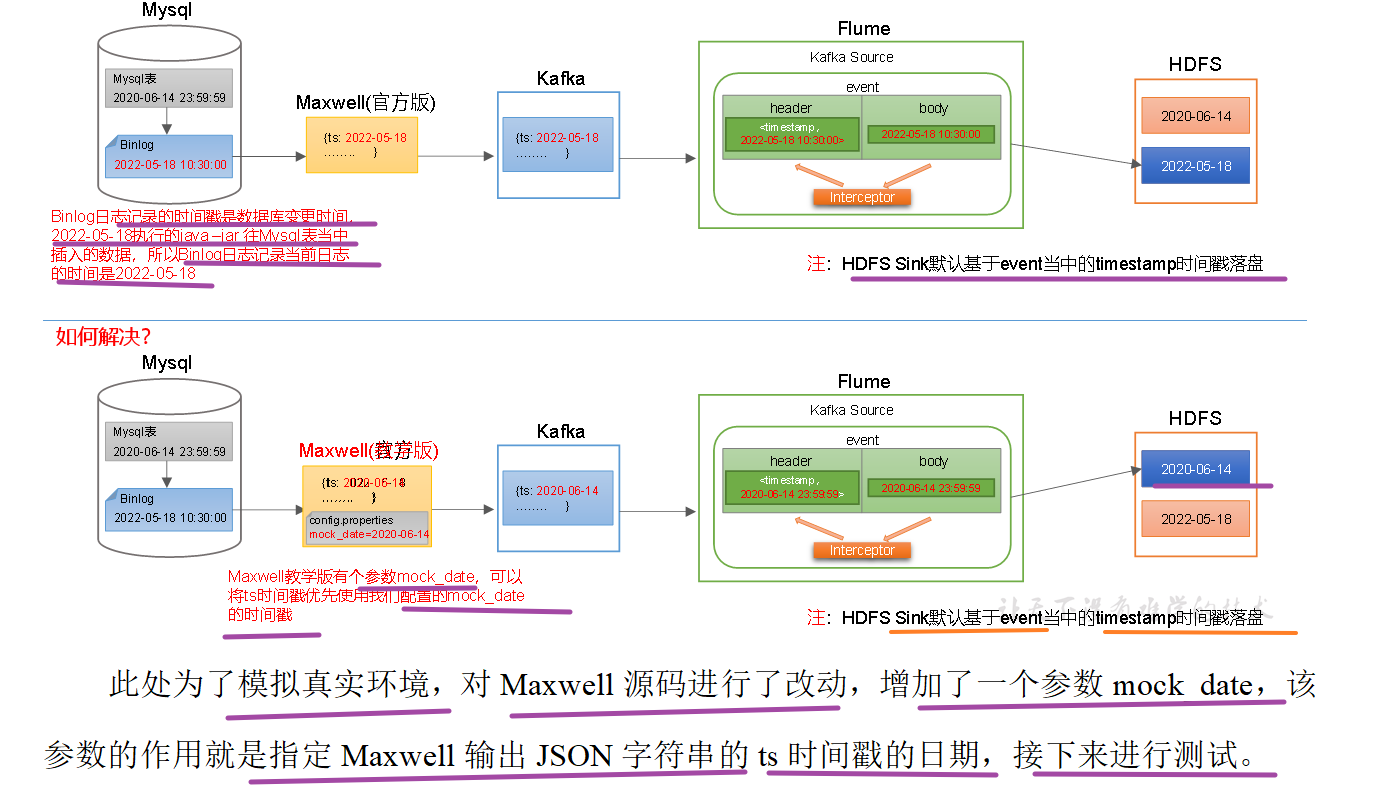 Mysql
Mysql表
2020-06-14 23:59:59
Binlog
2022-05-18 10:30:00
Maxwell(官方版)
{ts: 2022-05-18
........ }
Kafka
{ts: 2022-05-18
........ }
Flume
Kafka Source
event
header
<timestamp,
2022-05-18 10:30:00>
body
2022-05-18 10:30:00
Interceptor
HDFS
2020-06-14
2022-05-18
Binlog日志记录的时间戳是数据库变更时间,
2022-05-18执行的java –jar 往Mysql表当中
插入的数据，所以Binlog日志记录当前日志
的时间是2022-05-18
注：HDFS Sink默认基于event当中的timestamp时间戳落盘
如何解决?
Mysql
Mysql表
2020-06-14 23:59:59
Binlog
2022-05-18 10:30:00
Maxwell(版)
{ts:
........ }
config.properties
mock_date=2020-06-14
Kafka
{ts: 2020-06-14
........ }
Flume
Kafka Source
event
header
<timestamp,
2020-06-14 23:59:59>
body
2020-06-14 23:59:59
Interceptor
HDFS
2020-06-14
2022-05-18
Maxwell教学版有个参数mock_date，可以
将ts时间戳优先使用我们配置的mock_date
的时间戳
让天下没有难学的技术
注：HDFS Sink默认基于event当中的timestamp时间戳落盘
此处为了模拟真实环境，对 Maxwell 源码进行了改动，增加了一个参数 mock_date，该
参数的作用就是指定 Maxwell 输出 JSON 字符串的 ts 时间戳的日期，接下来进行测试。